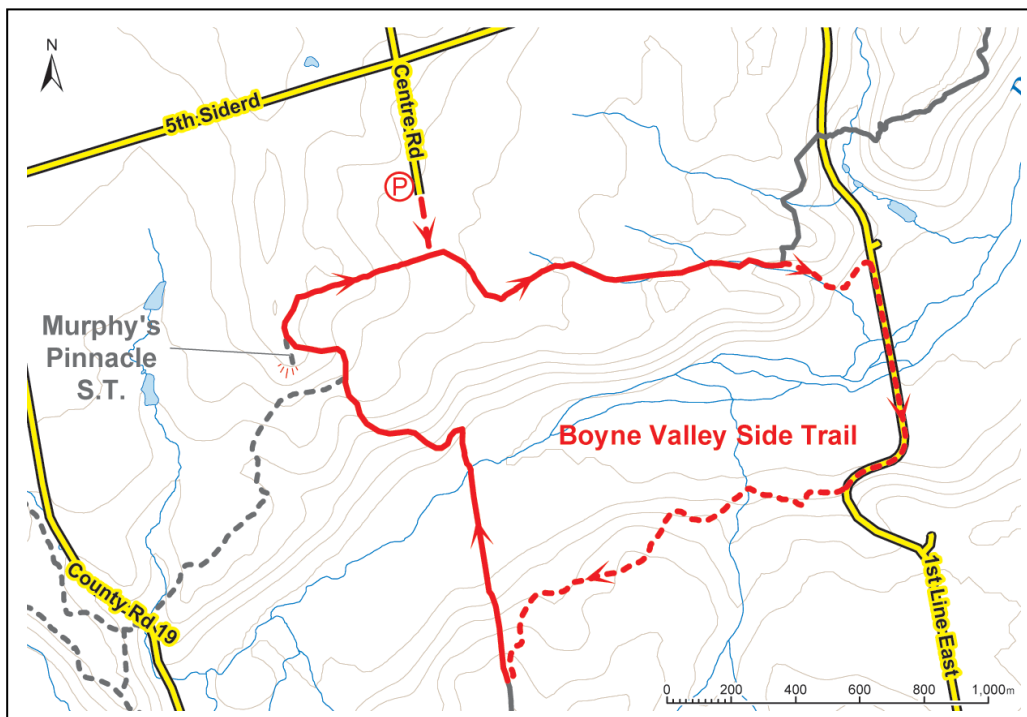 N
5th Siderd
Centre Rd
P
Murphy's
Pinnacle
S.T.
Boyne Valley Side Trail
County Rd 19
1st Line East
0 200 400 600 800 1,000m